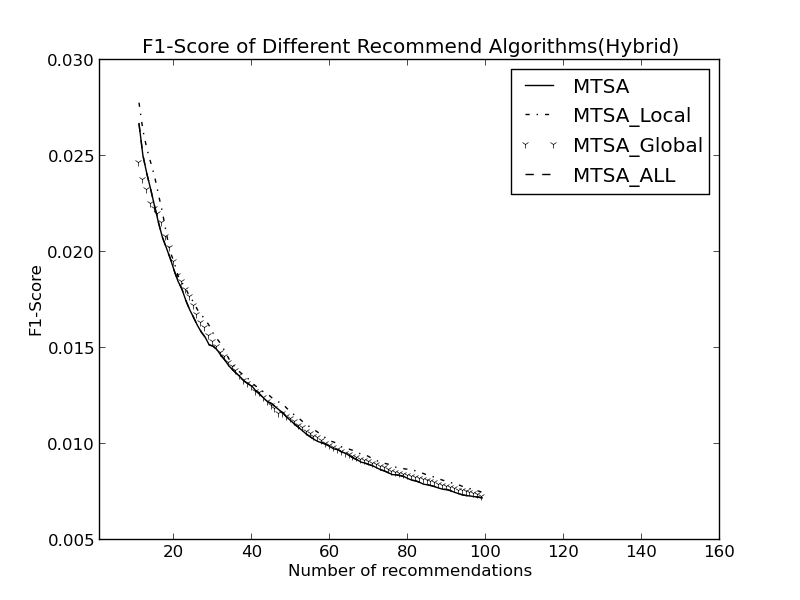 F1-Score of Different Recommend Algorithms(Hybrid)
0.030
0.025
0.020
0.015
0.010
0.005
F1-Score
MTSA
MTSA_Local
MTSA_Global
MTSA_ALL
20 40 60 80 100 120 140 160
Number of recommendations